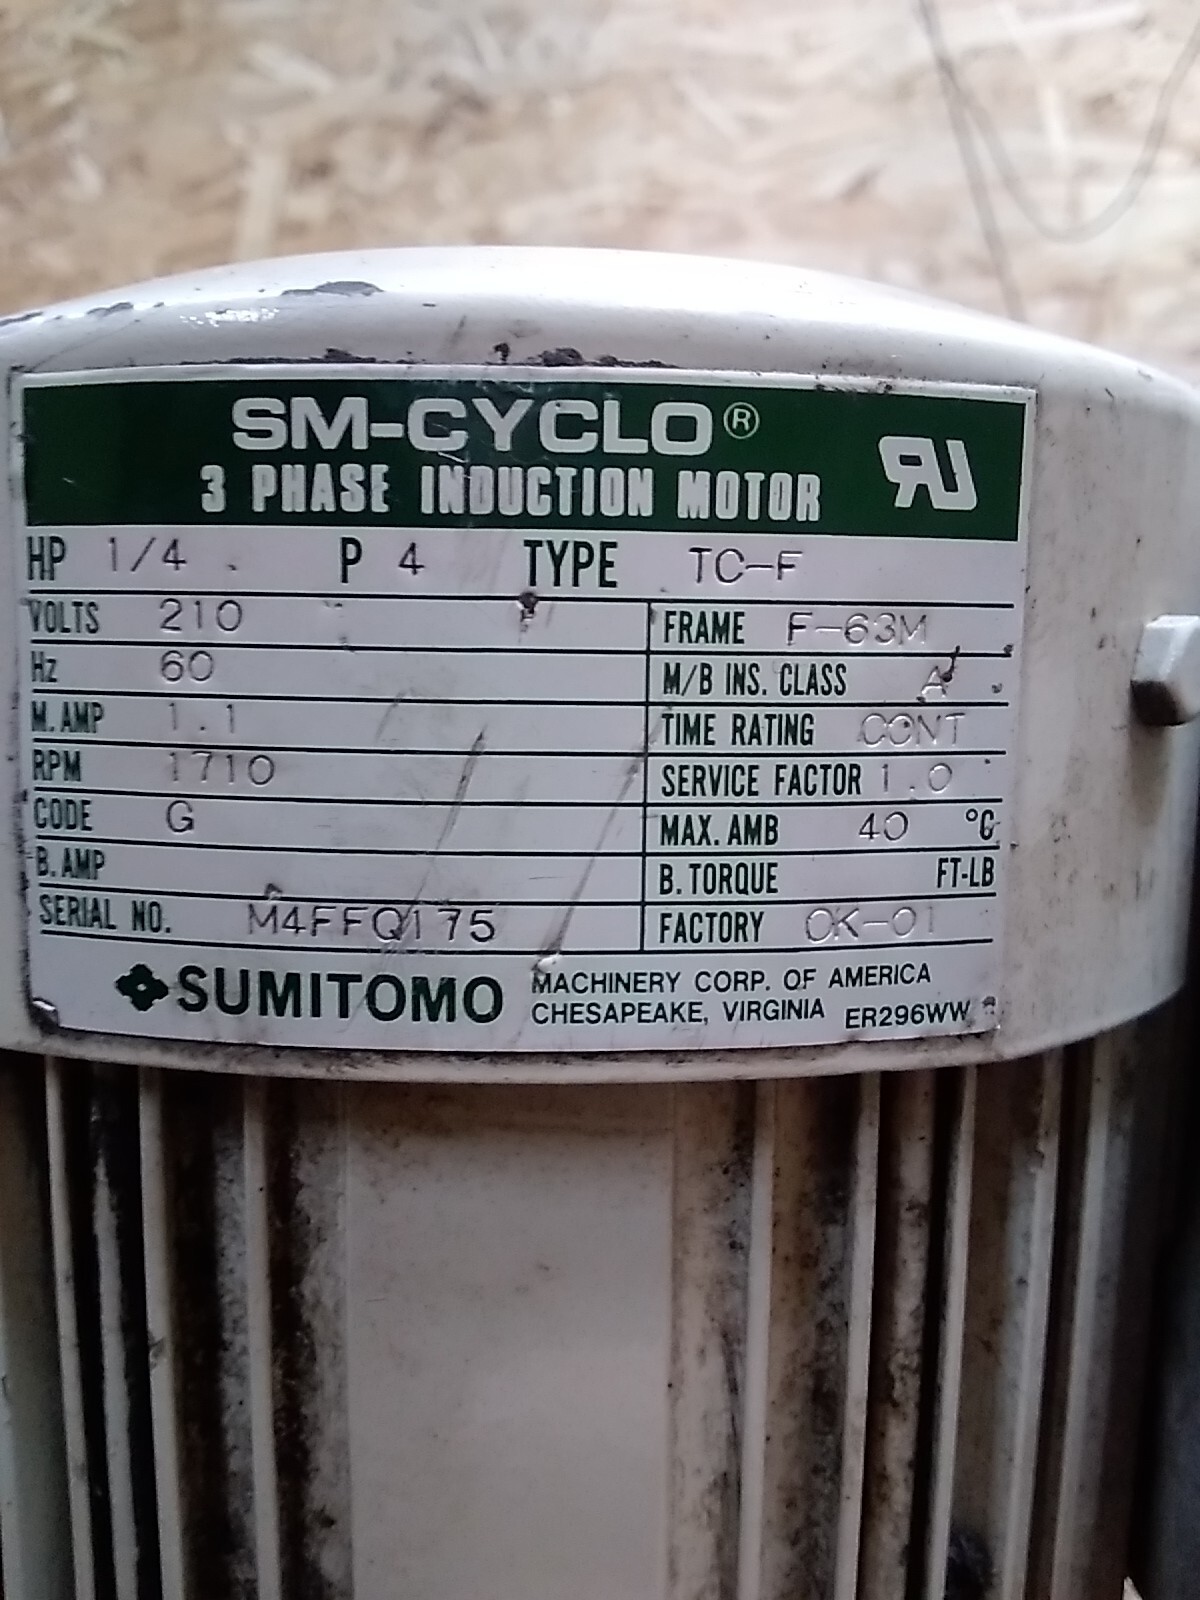 SM-CYCLO®
3 PHASE INDUCTION MOTOR
RU
HP 1/4 P 4 TYPE TC-F
VOLTS 210
Hz 60
M. AMP 1.1
RPM 1710
CODE G
B. AMP
SERIAL NO. M4FFQ175
FRAME F-63M
M/B INS. CLASS A
TIME RATING CONT
SERVICE FACTOR 1.0
MAX. AMB 40 °C
B. TORQUE FT-LB
FACTORY OK-01
SUMITOMO
MACHINERY CORP. OF AMERICA
CHESAPEAKE, VIRGINIA ER296WW